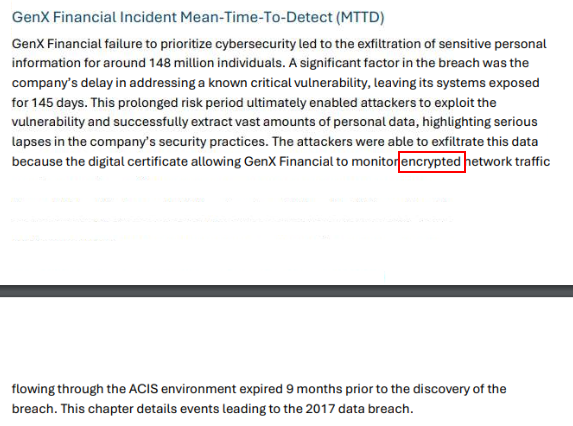 GenX Financial Incident Mean-Time-To-Detect (MTTD)
GenX Financial failure to prioritize cybersecurity led to the exfiltration of sensitive personal
information for around 148 million individuals. A significant factor in the breach was the
company's delay in addressing a known critical vulnerability, leaving its systems exposed
for 145 days. This prolonged risk period ultimately enabled attackers to exploit the
vulnerability and successfully extract vast amounts of personal data, highlighting serious
lapses in the company's security practices. The attackers were able to exfiltrate this data
because the digital certificate allowing GenX Financial to monitor encrypted network traffic
flowing through the ACIS environment expired 9 months prior to the discovery of the
breach. This chapter details events leading to the 2017 data breach.